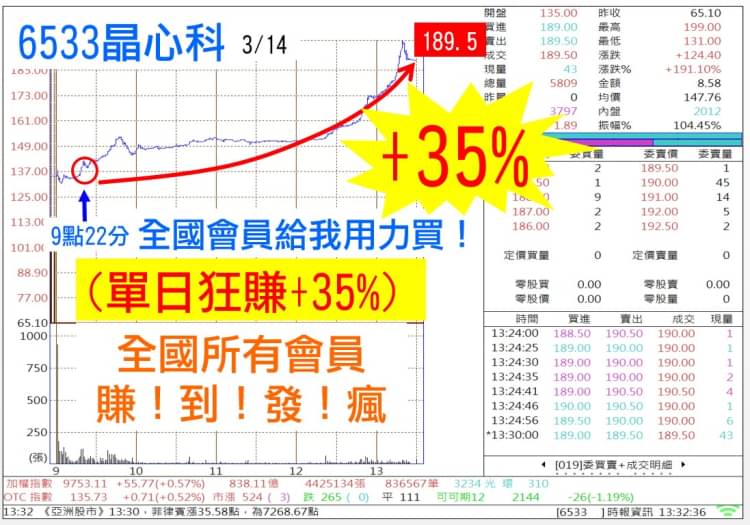 6533晶心科 3/14
189.5
+35%
9點22分 全國會員給我用力買！
(單日狂賺+35%)
全國所有會員
賺！到！發！瘋
185.00
173.00
161.00
149.00
137.00
125.00
113.0
101.0
88.90
77.00
65.10
1000
750
500
250
(張)
9 10 11 12 13
開盤 135.00 昨收 65.10
買進 189.00 最高 199.00
賣出 189.50 最低 131.00
成交 189.50 漲跌 +124.40
現量 43 漲跌% +191.10%
總量 5809 金額 8.58
0 均價 147.76
3797 內盤 2012
1.89 振幅% 104.45%
委買量 委賣價 委賣量
2 189.50 1
1 190.00 45
9 191.00 14
187.00 2 192.00 5
186.00 2 192.50 2
定價買量 0 定價賣量 0
零股買 0.00 零股賣 0.00
零股價 0.00 零股量 0
時間 買進 賣出 成交 現量
13:24:00 188.50 190.50 190.00 1
13:24:25 189.00 190.00 189.00 1
13:24:30 189.00 190.00 190.00 1
13:24:35 189.00 190.00 190.00 2
13:24:41 189.00 190.50 190.50 4
13:24:46 190.00 190.50 190.00 1
13:24:56 189.50 190.50 190.00 6
*13:30:00 189.00 189.50 189.50 43
[019]委買賣+成交明細
加權指數 9753.11 +55.77(+0.57%) 838.11億 4425134張 836567筆 3234 光 環 310
OTC 指數 135.73 +0.71(+0.52%) 市漲 524 ( 3) 跌 265 ( 0) 平 111 可可期12 2144 -26(-1.19%)
13:32 《亞洲股市》13:30，菲律賓漲35.58點，為7268.67點 [6533 ]時報資訊 13:32:36